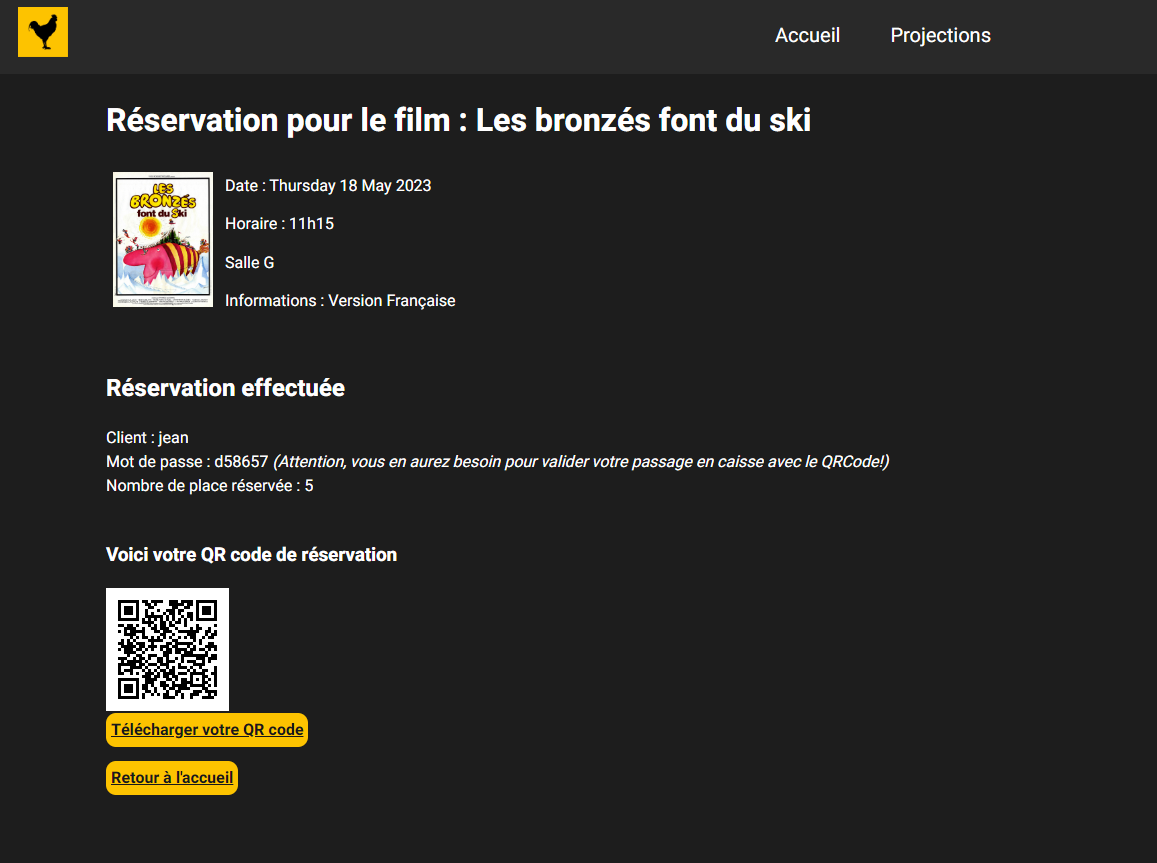 Accueil
Projections
Réservation pour le film : Les bronzés font du ski
LES
BRONZÉS
font du Ski
Date : Thursday 18 May 2023
Horaire : 11h15
Salle G
Informations : Version Française
Réservation effectuée
Client : jean
Mot de passe : d58657 (Attention, vous en aurez besoin pour valider votre passage en caisse avec le QRCode!)
Nombre de place réservée : 5
Voici votre QR code de réservation
Télécharger votre QR code
Retour à l'accueil